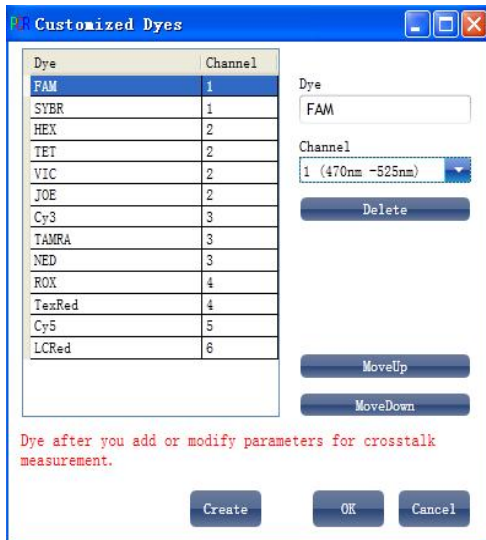 PCR Customized Dyes
Dye Channel
FAM 1
SYBR 1
HEX 2
TET 2
VIC 2
JOE 2
Cy3 3
TAMRA 3
NED 3
ROX 4
TexRed 4
Cy5 5
LCRed 6
Dye
FAM
Channel
1 (470nm -525nm)
Delete
MoveUp
MoveDown
Dye after you add or modify parameters for crosstalk
measurement.
Create OK Cancel